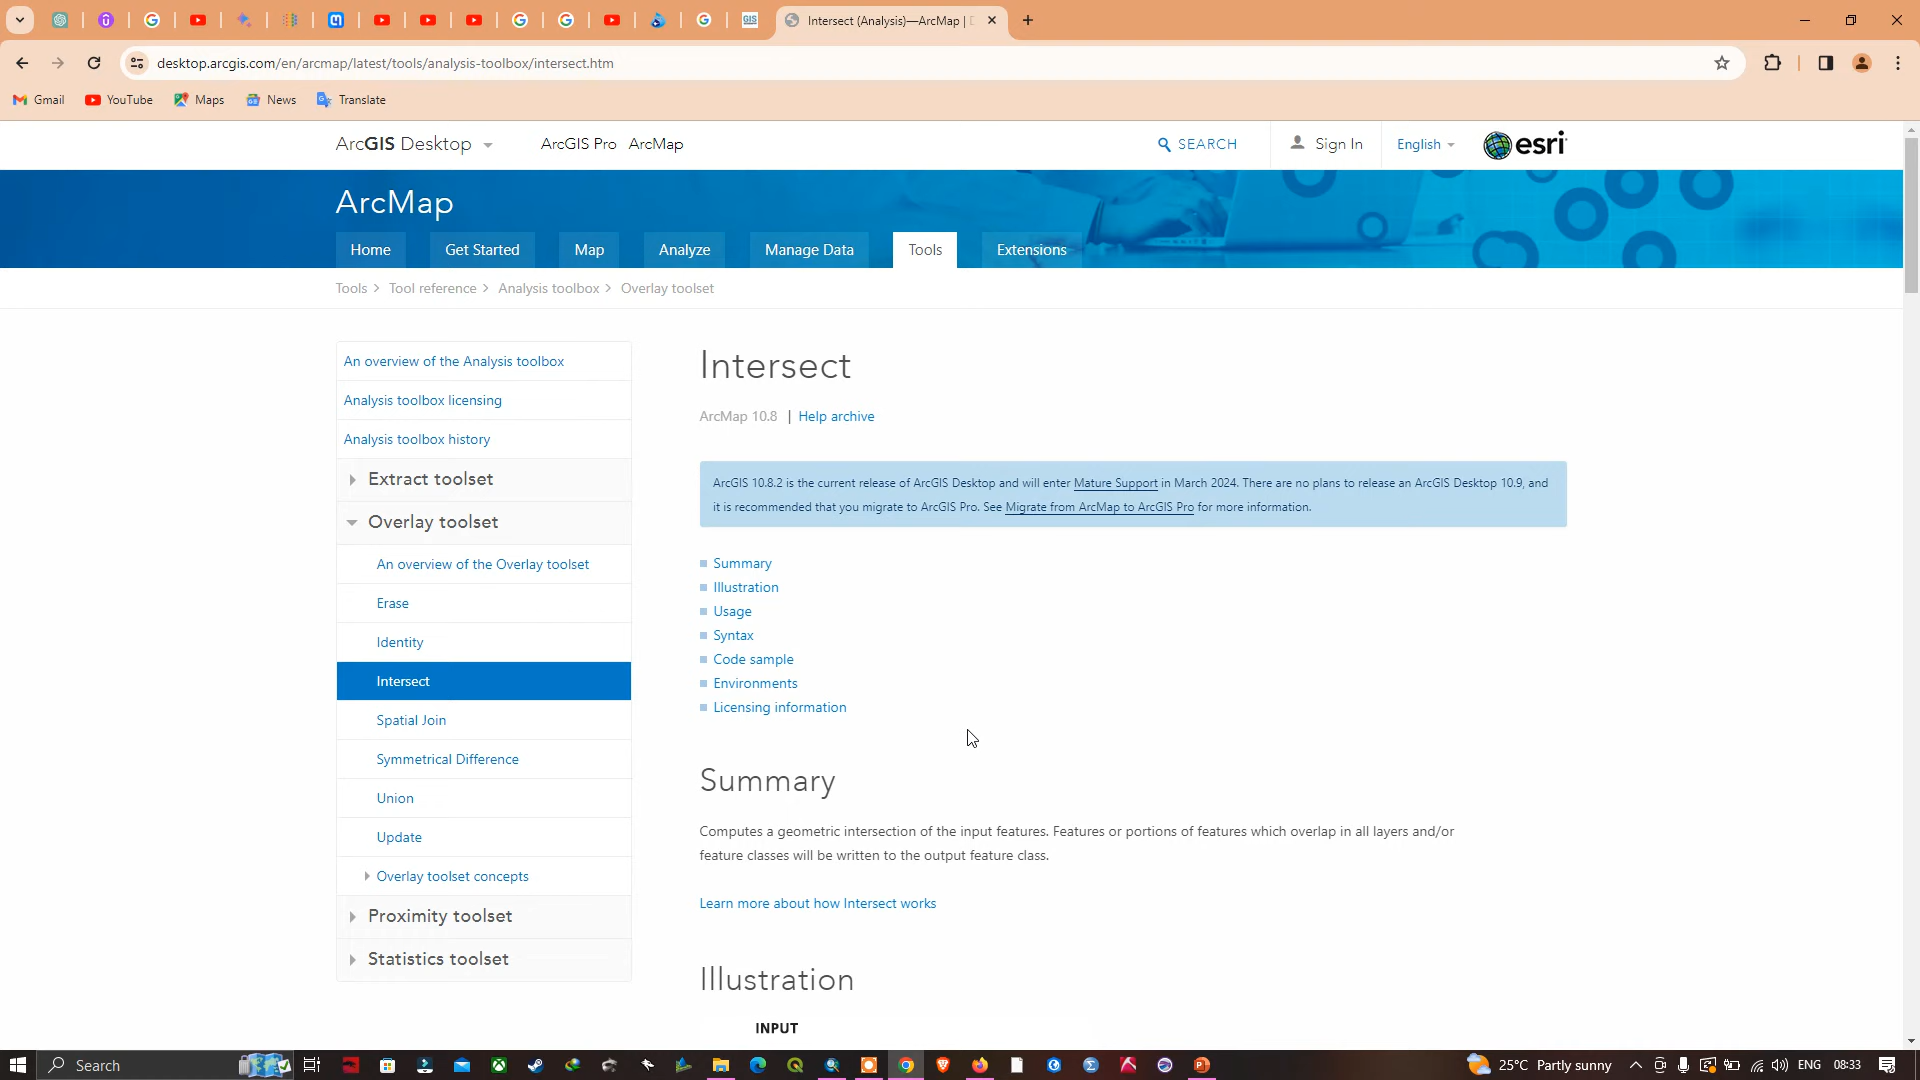 Intersect (Analysis)—ArcMap | D
desktop.arcgis.com/en/arcmap/latest/tools/analysis-toolbox/intersect.htm
Gmail YouTube Maps News Translate
ArcGIS Desktop ArcGIS Pro ArcMap SEARCH Sign In English esri
ArcMap
Home Get Started Map Analyze Manage Data Tools Extensions
Tools > Tool reference > Analysis toolbox > Overlay toolset
An overview of the Analysis toolbox
Analysis toolbox licensing
Analysis toolbox history
Extract toolset
Overlay toolset
An overview of the Overlay toolset
Erase
Identity
Intersect
Spatial Join
Symmetrical Difference
Union
Update
Overlay toolset concepts
Proximity toolset
Statistics toolset
Intersect
ArcMap 10.8 | Help archive
ArcGIS 10.8.2 is the current release of ArcGIS Desktop and will enter Mature Support in March 2024. There are no plans to release an ArcGIS Desktop 10.9, and
it is recommended that you migrate to ArcGIS Pro. See Migrate from ArcMap to ArcGIS Pro for more information.
Summary
Illustration
Usage
Syntax
Code sample
Environments
Licensing information
Summary
Computes a geometric intersection of the input features. Features or portions of features which overlap in all layers and/or
feature classes will be written to the output feature class.
Learn more about how Intersect works
Illustration
INPUT
Search 25°C Partly sunny ENG 08:33